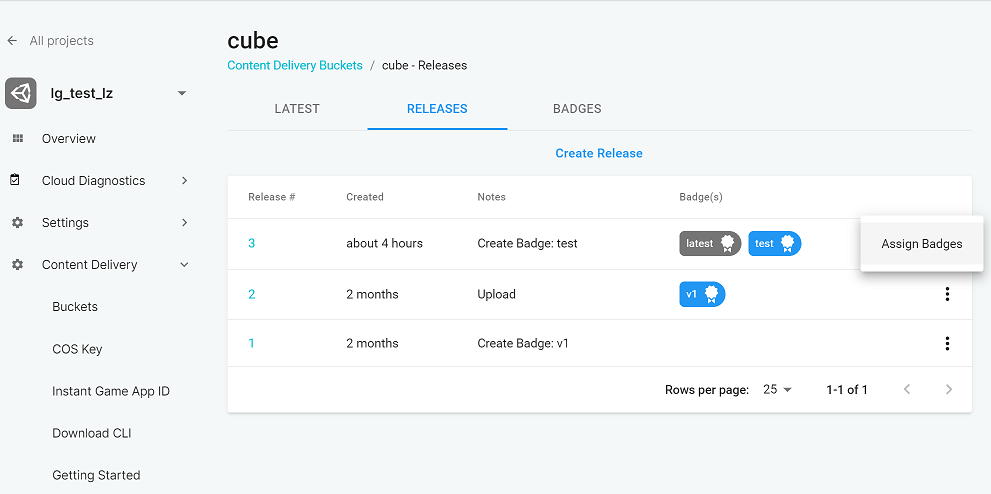 All projects
lg_test_lz
Overview
Cloud Diagnostics
Settings
Content Delivery
Buckets
COS Key
Instant Game App ID
Download CLI
Getting Started
cube
Content Delivery Buckets / cube - Releases
LATEST RELEASES BADGES
Create Release
Release # Created Notes Badge(s)
3 about 4 hours Create Badge: test latest test
Assign Badges
2 2 months Upload v1
1 2 months Create Badge: v1
Rows per page: 25 1-1 of 1